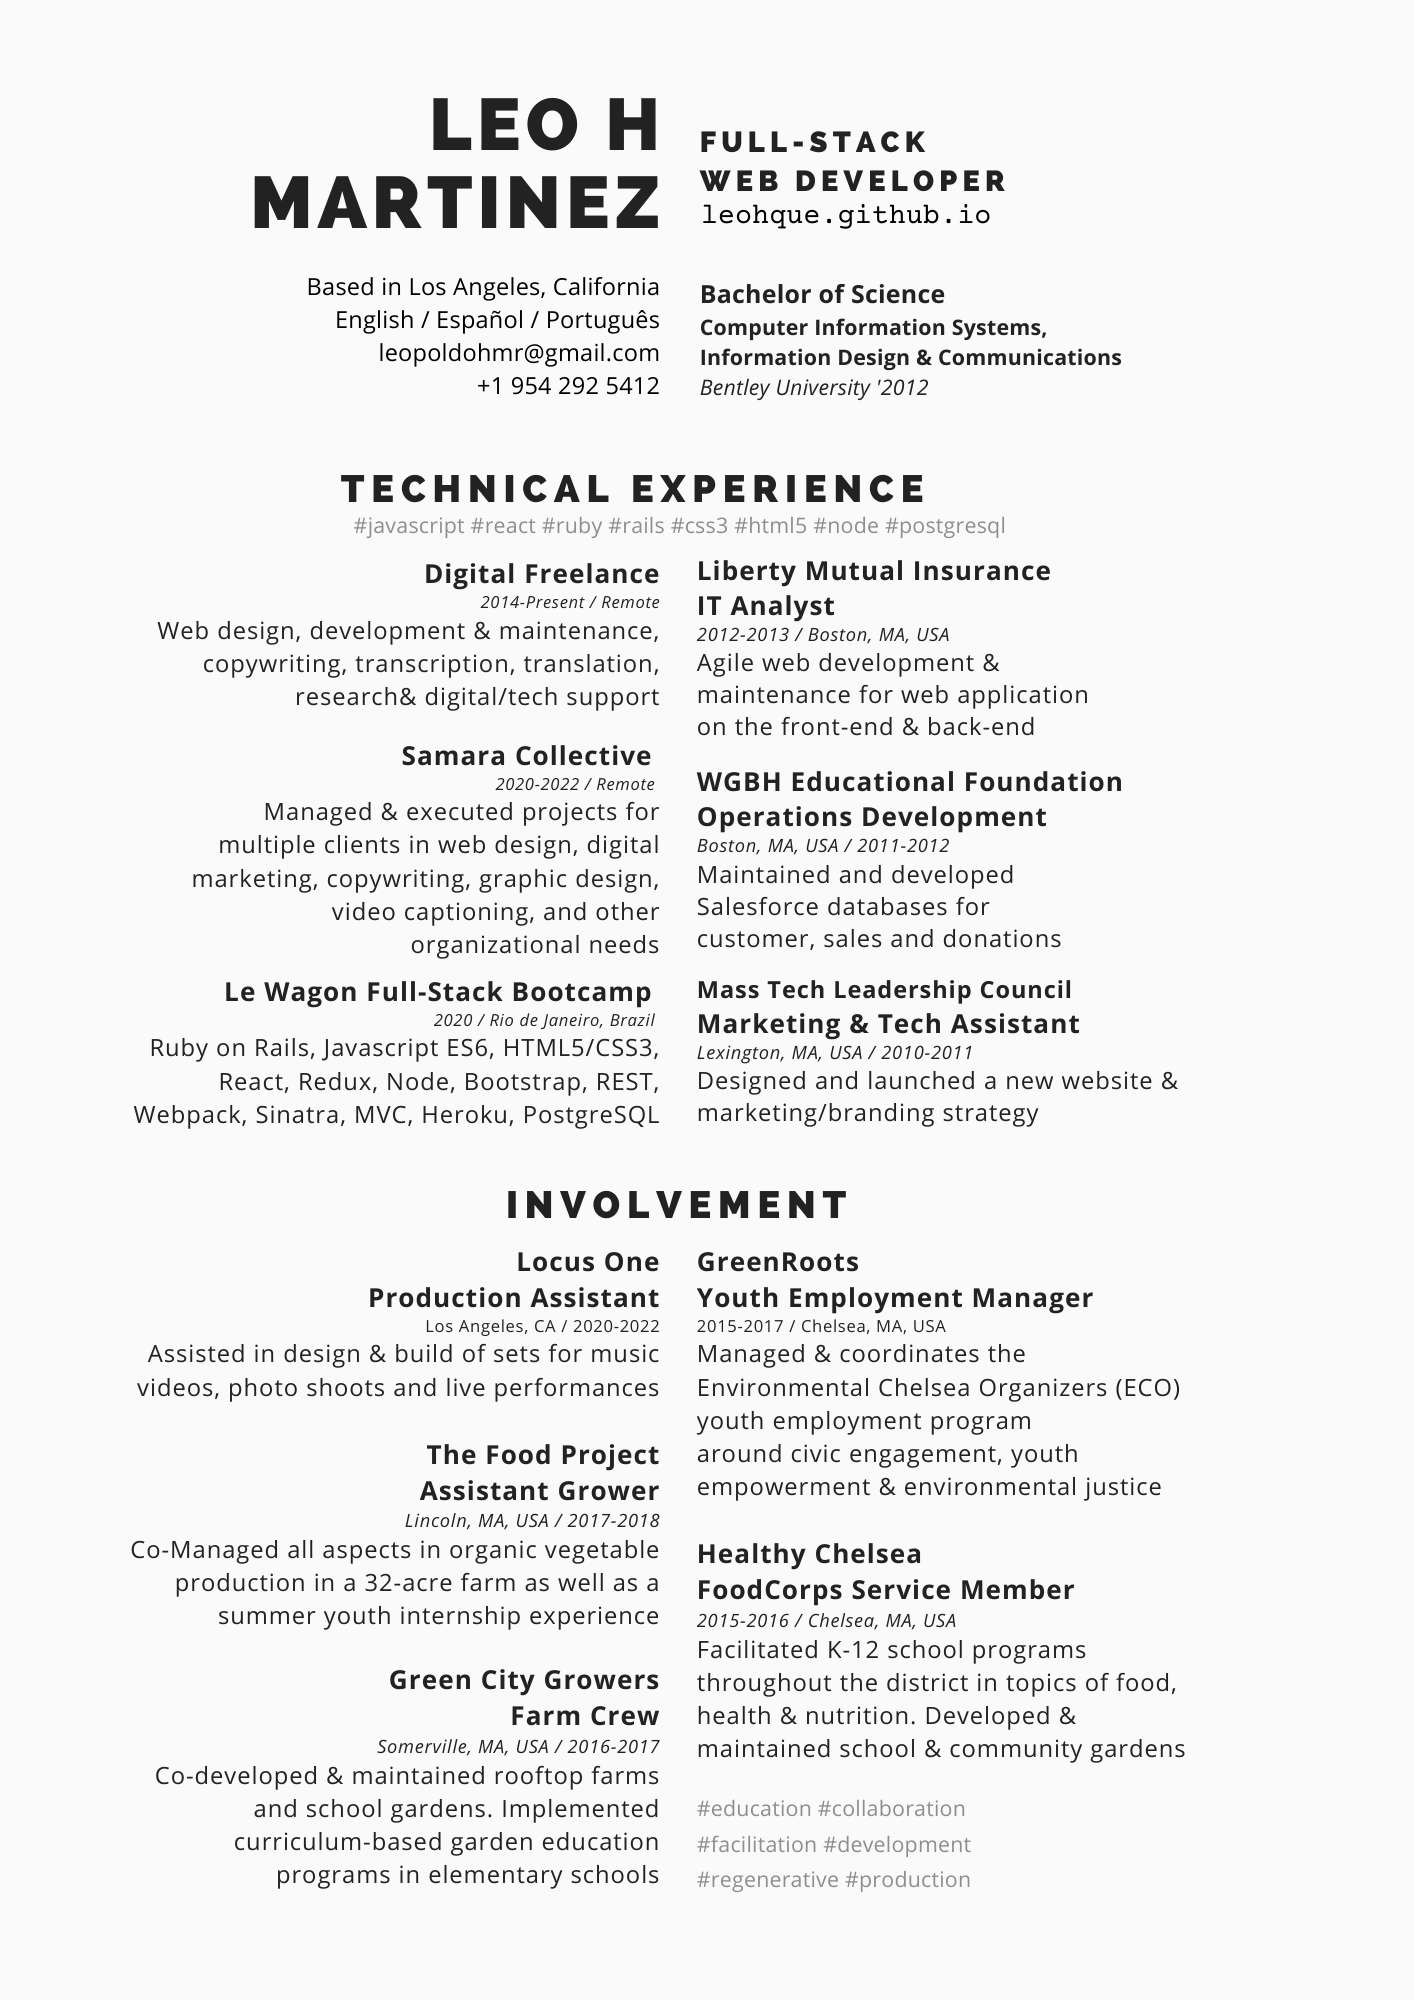 LEO H
MARTINEZ
FULL-STACK
WEB DEVELOPER
leohque.github.io
Based in Los Angeles, California
English / Español / Português
leopoldohmr@gmail.com
+1 954 292 5412
Bachelor of Science
Computer Information Systems,
Information Design & Communications
Bentley University '2012
TECHNICAL EXPERIENCE
#javascript #react #ruby #rails #css3 #html5 #node #postgresql
Digital Freelance
2014-Present / Remote
Web design, development & maintenance,
copywriting, transcription, translation,
research& digital/tech support
Samara Collective
2020-2022 / Remote
Managed & executed projects for
multiple clients in web design, digital
marketing, copywriting, graphic design,
video captioning, and other
organizational needs
Le Wagon Full-Stack Bootcamp
2020 / Rio de Janeiro, Brazil
Ruby on Rails, Javascript ES6, HTML5/CSS3,
React, Redux, Node, Bootstrap, REST,
Webpack, Sinatra, MVC, Heroku, PostgreSQL
Liberty Mutual Insurance
IT Analyst
2012-2013 / Boston, MA, USA
Agile web development &
maintenance for web application
on the front-end & back-end
WGBH Educational Foundation
Operations Development
Boston, MA, USA / 2011-2012
Maintained and developed
Salesforce databases for
customer, sales and donations
Mass Tech Leadership Council
Marketing & Tech Assistant
Lexington, MA, USA / 2010-2011
Designed and launched a new website &
marketing/branding strategy
INVOLVEMENT
Locus One
Production Assistant
Los Angeles, CA / 2020-2022
Assisted in design & build of sets for music
videos, photo shoots and live performances
The Food Project
Assistant Grower
Lincoln, MA, USA / 2017-2018
Co-Managed all aspects in organic vegetable
production in a 32-acre farm as well as a
summer youth internship experience
Green City Growers
Farm Crew
Somerville, MA, USA / 2016-2017
Co-developed & maintained rooftop farms
and school gardens. Implemented
curriculum-based garden education
programs in elementary schools
GreenRoots
Youth Employment Manager
2015-2017 / Chelsea, MA, USA
Managed & coordinates the
Environmental Chelsea Organizers (ECO)
youth employment program
around civic engagement, youth
empowerment & environmental justice
Healthy Chelsea
FoodCorps Service Member
2015-2016 / Chelsea, MA, USA
Facilitated K-12 school programs
throughout the district in topics of food,
health & nutrition. Developed &
maintained school & community gardens
#education #collaboration
#facilitation #development
#regenerative #production